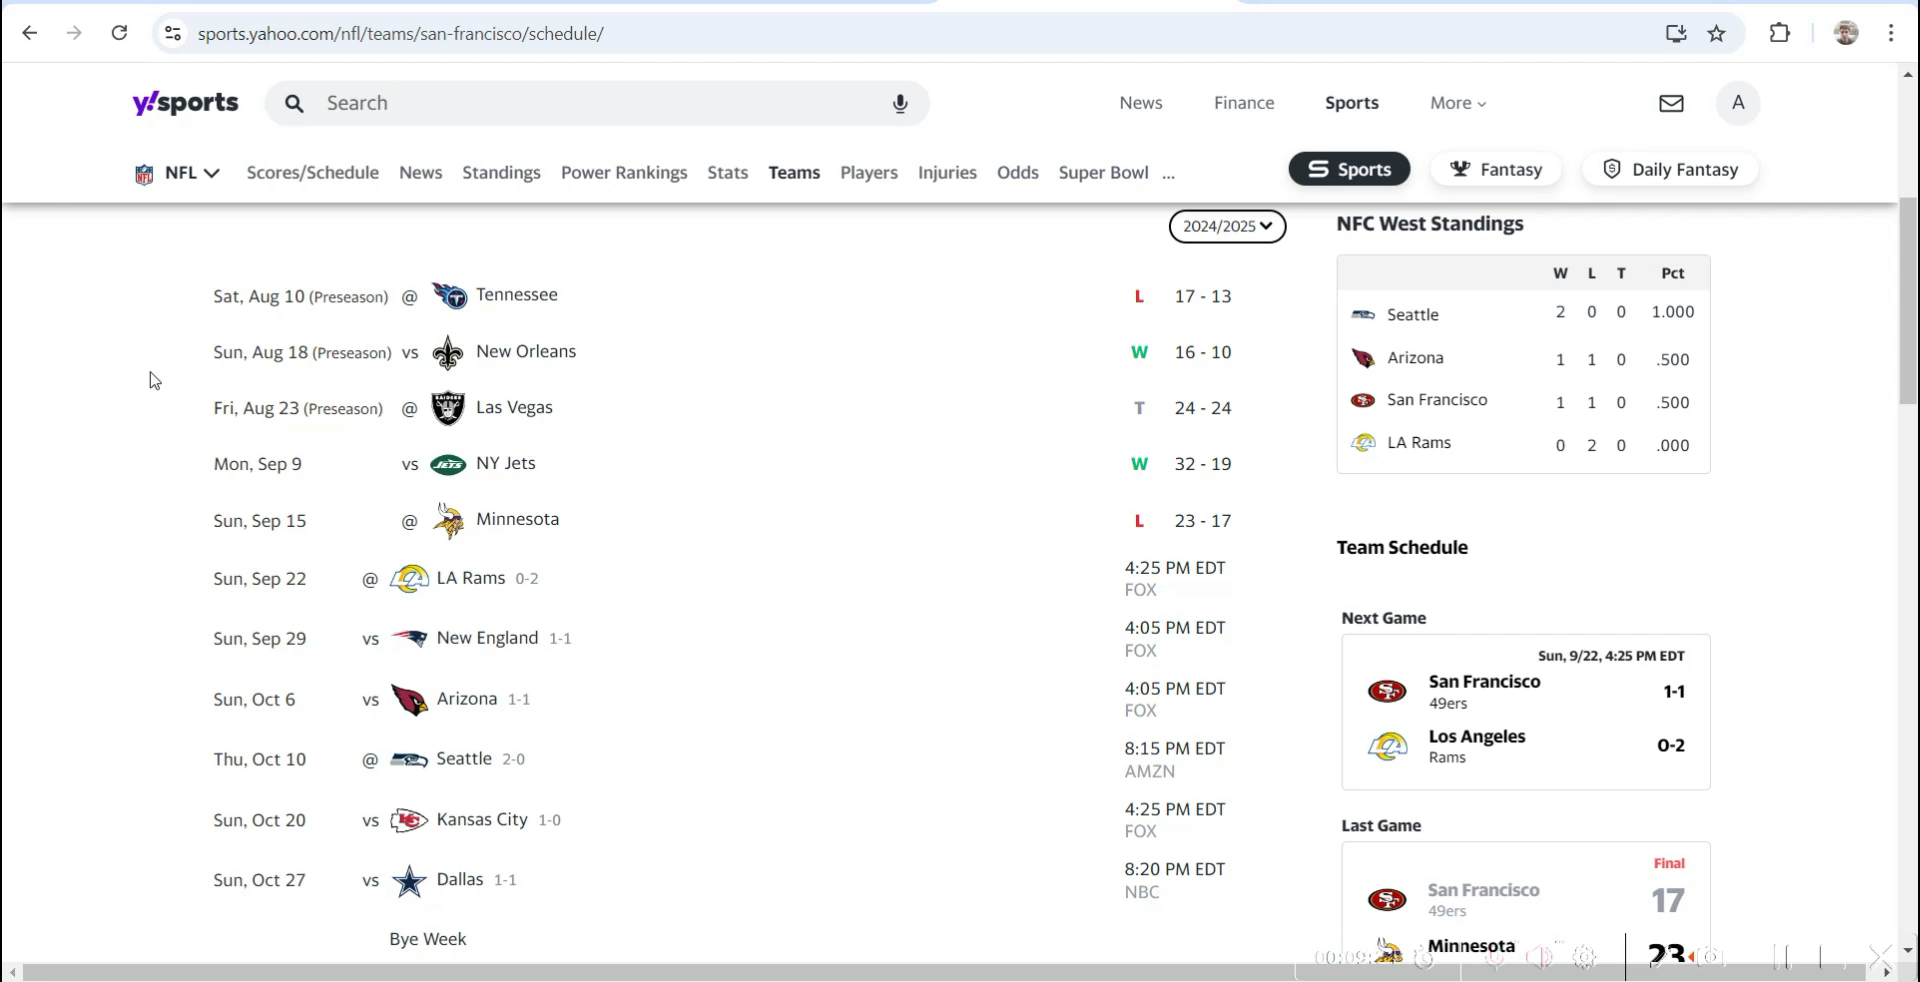 sports.yahoo.com/nfl/teams/san-francisco/schedule/
y!sports
Search
News Finance Sports More
A
NFL Scores/Schedule News Standings Power Rankings Stats Teams Players Injuries Odds Super Bowl ...
Sports Fantasy Daily Fantasy
2024/2025
Sat, Aug 10 (Preseason) @ Tennessee L 17 - 13
Sun, Aug 18 (Preseason) vs New Orleans W 16 - 10
Fri, Aug 23 (Preseason) @ RAIDERS Las Vegas T 24 - 24
Mon, Sep 9 vs JETS NY Jets W 32 - 19
Sun, Sep 15 @ Minnesota L 23 - 17
Sun, Sep 22 @ LA Rams 0-2 4:25 PM EDT
FOX
Sun, Sep 29 vs New England 1-1 4:05 PM EDT
FOX
Sun, Oct 6 vs Arizona 1-1 4:05 PM EDT
FOX
Thu, Oct 10 @ Seattle 2-0 8:15 PM EDT
AMZN
Sun, Oct 20 vs Kansas City 1-0 4:25 PM EDT
FOX
Sun, Oct 27 vs Dallas 1-1 8:20 PM EDT
NBC
Bye Week
NFC West Standings
W L T Pct
Seattle 2 0 0 1.000
Arizona 1 1 0 .500
San Francisco 1 1 0 .500
LA Rams 0 2 0 .000
Team Schedule
Next Game
Sun, 9/22, 4:25 PM EDT
San Francisco 1-1
49ers
Los Angeles 0-2
Rams
Last Game
Final
San Francisco 17
49ers
Minnesota 23